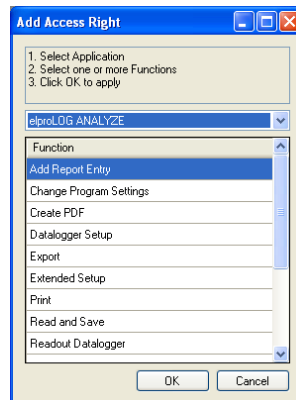 Add Access Right
1. Select Application
2. Select one or more Functions
3. Click OK to apply
elproLOG ANALYZE
Function
Add Report Entry
Change Program Settings
Create PDF
Datalogger Setup
Export
Extended Setup
Print
Read and Save
Readout Datalogger
OK Cancel